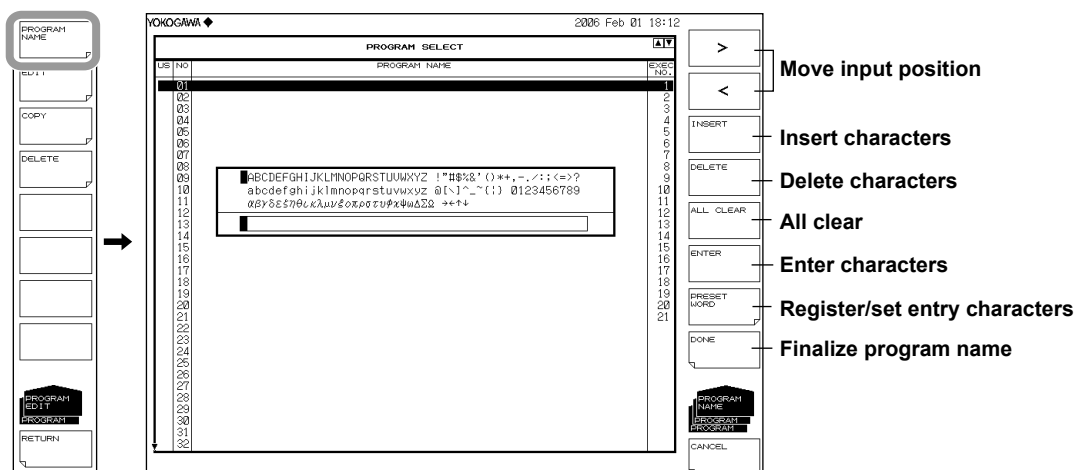 PROGRAM
NAME
EDIT
COPY
DELETE
PROGRAM
EDIT
PROGRAM
RETURN
YOKOGAWA ◆ 2006 Feb 01 18:12
PROGRAM SELECT
US NO PROGRAM NAME EXEC NO.
01 1
02 2
03 3
04 4
05 5
06 6
07 7
08 8
09 9
10 10
11 11
12 12
13 13
14 14
15 15
16 16
17 17
18 18
19 19
20 20
21 21
22
23
24
25
26
27
28
29
30
31
32
ABCDEFGHIJKLMNOPQRSTUVWXYZ !"#$%&'()*+,-./:;<=>?
abcdefghijklmnopqrstuvwxyz @[\]^_~{|} 0123456789
αβγδεζηθικλμνξοπρστυφχψωΔΣΩ →←↑↓
>
<
Move input position
INSERT
Insert characters
DELETE
Delete characters
ALL CLEAR
All clear
ENTER
Enter characters
PRESET
WORD
Register/set entry characters
DONE
Finalize program name
PROGRAM
NAME
PROGRAM
PROGRAM
CANCEL